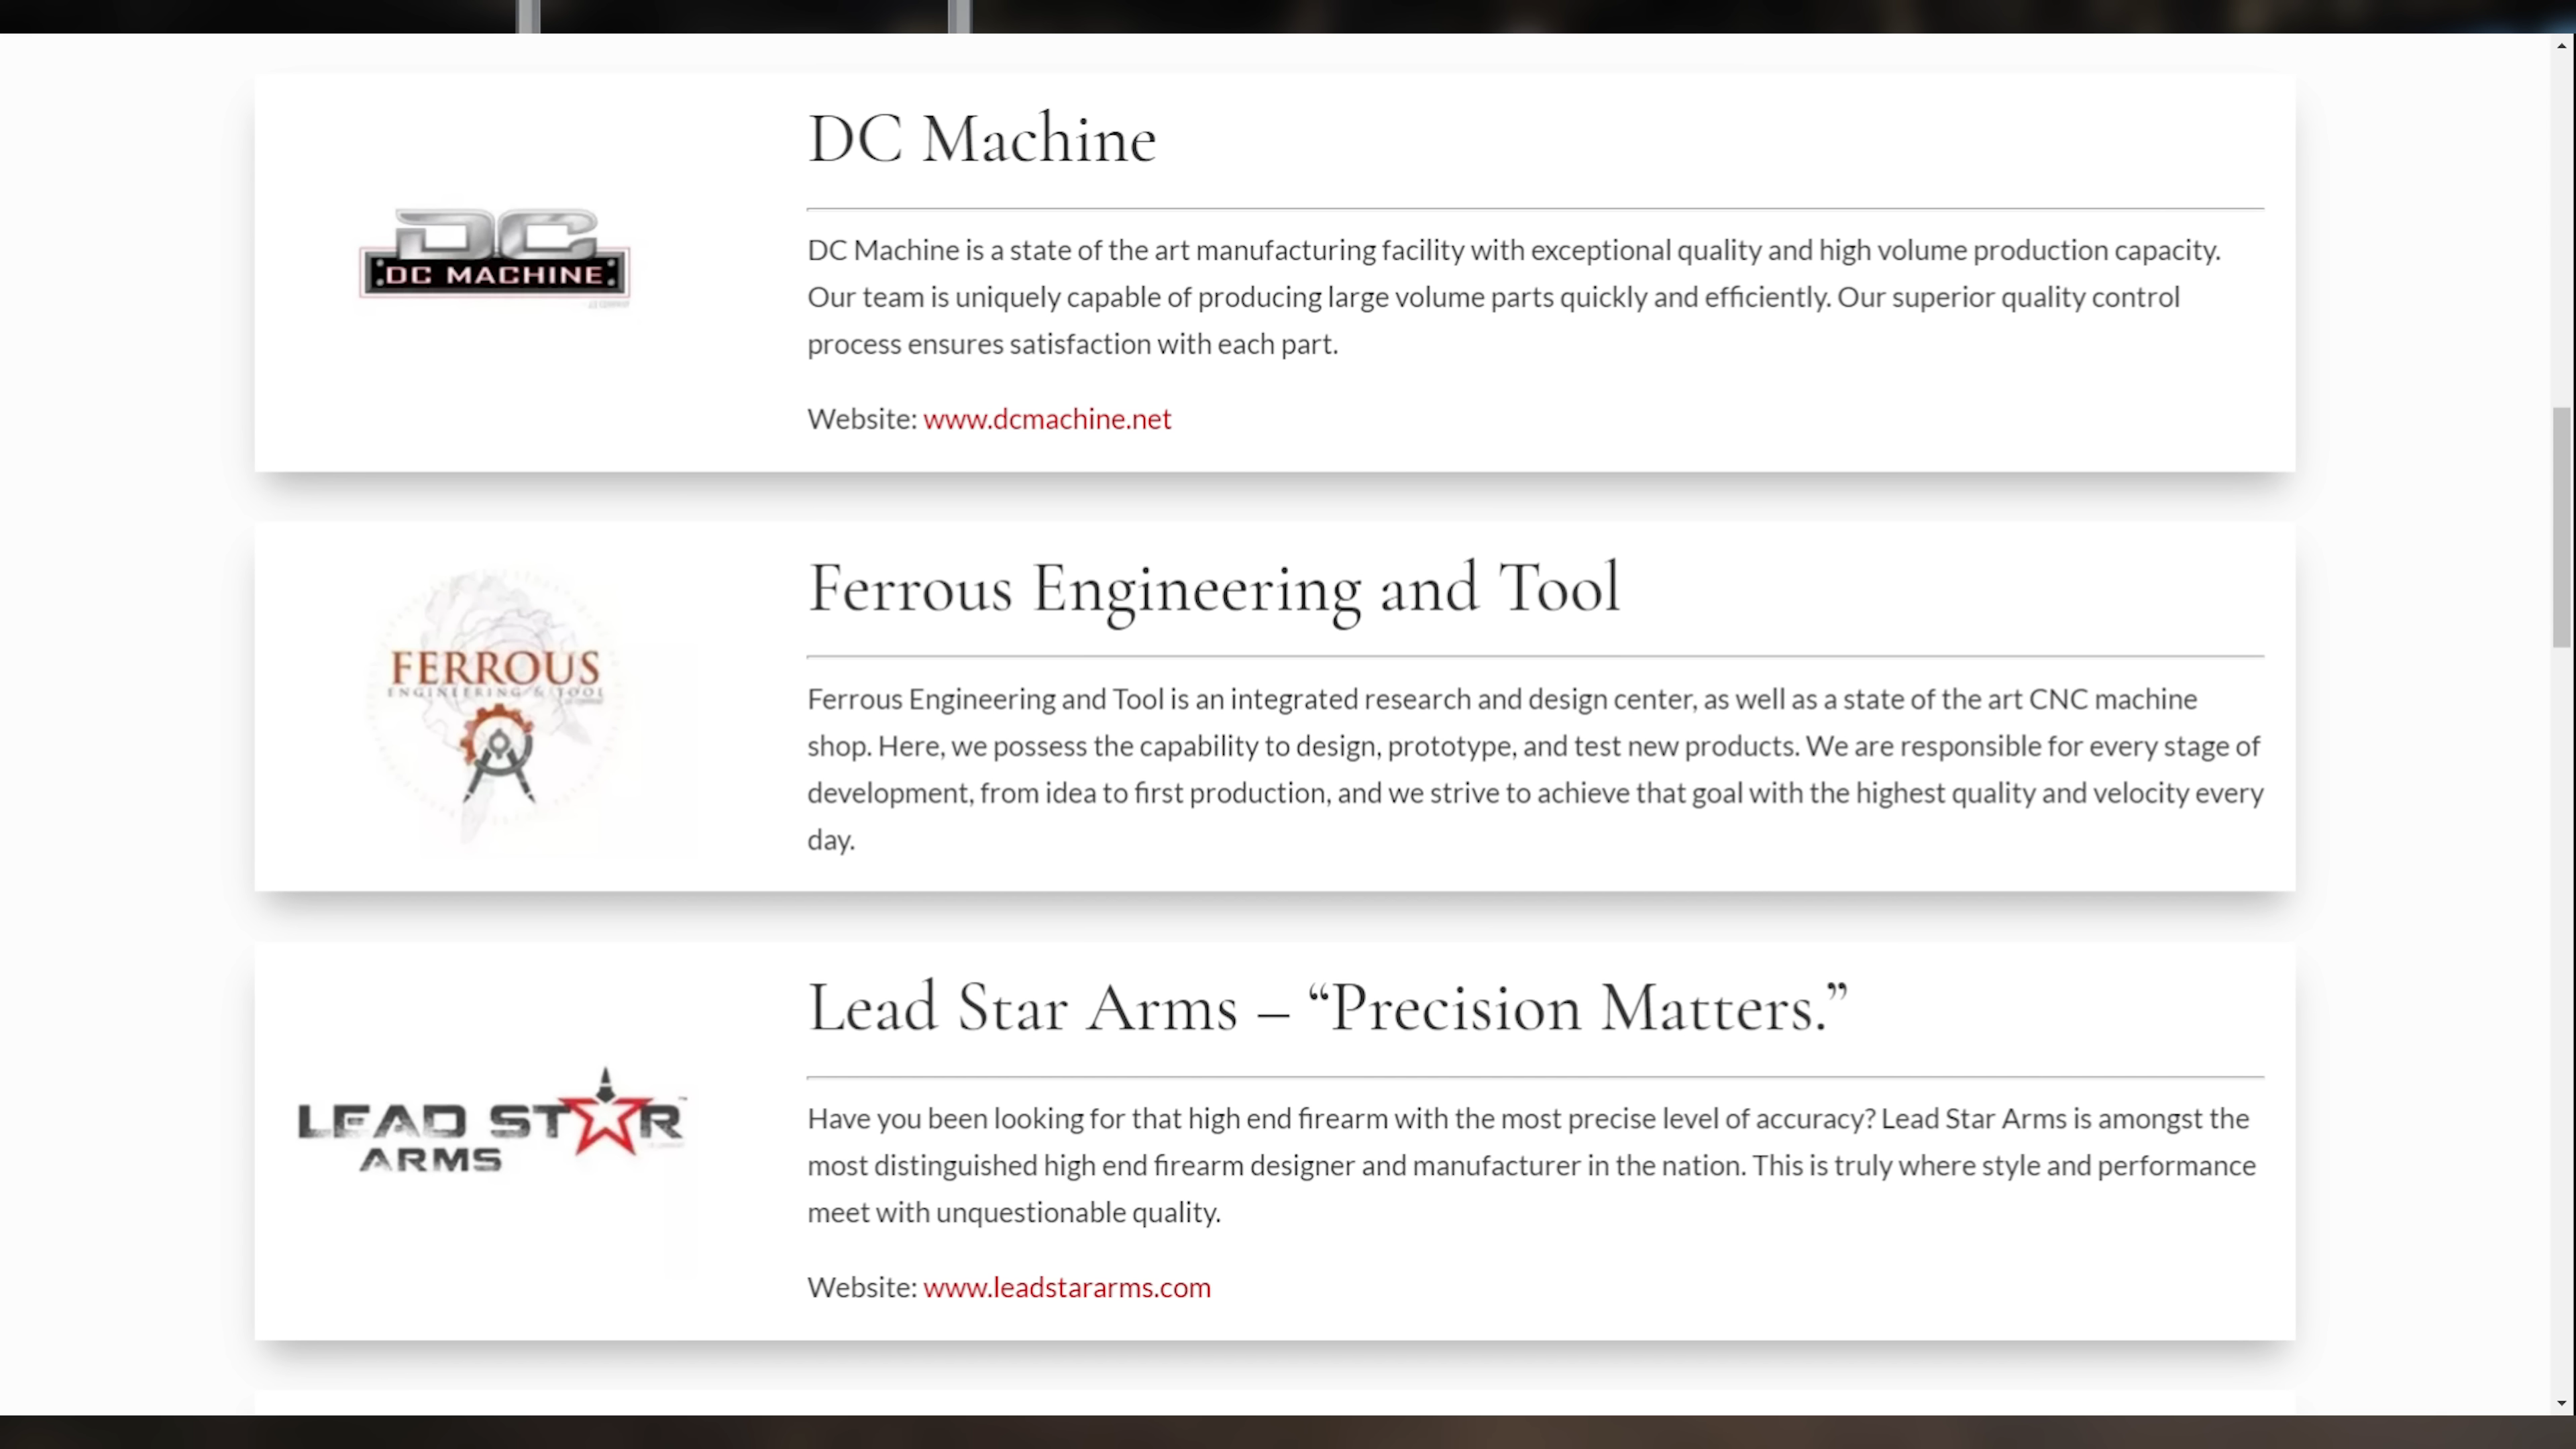 DC Machine
DC
DC MACHINE
DC Machine is a state of the art manufacturing facility with exceptional quality and high volume production capacity.
Our team is uniquely capable of producing large volume parts quickly and efficiently. Our superior quality control
process ensures satisfaction with each part.
Website: www.dcmachine.net
Ferrous Engineering and Tool
FERROUS
ENGINEERING & TOOL
Ferrous Engineering and Tool is an integrated research and design center, as well as a state of the art CNC machine
shop. Here, we possess the capability to design, prototype, and test new products. We are responsible for every stage of
development, from idea to first production, and we strive to achieve that goal with the highest quality and velocity every
day.
Lead Star Arms – “Precision Matters.”
LEAD STAR
ARMS
Have you been looking for that high end firearm with the most precise level of accuracy? Lead Star Arms is amongst the
most distinguished high end firearm designer and manufacturer in the nation. This is truly where style and performance
meet with unquestionable quality.
Website: www.leadstararms.com